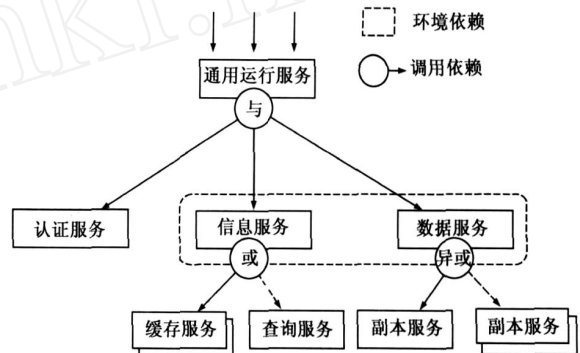 环境依赖
调用依赖
通用运行服务
与
认证服务
信息服务
数据服务
或
异或
缓存服务
查询服务
副本服务
副本服务